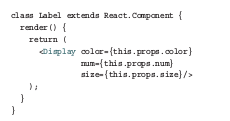 class Label extends React.Component {
  render() {
    return (
      <Display color={this.props.color}
               num={this.props.num}
               size={this.props.size}/>
    );
  }
}